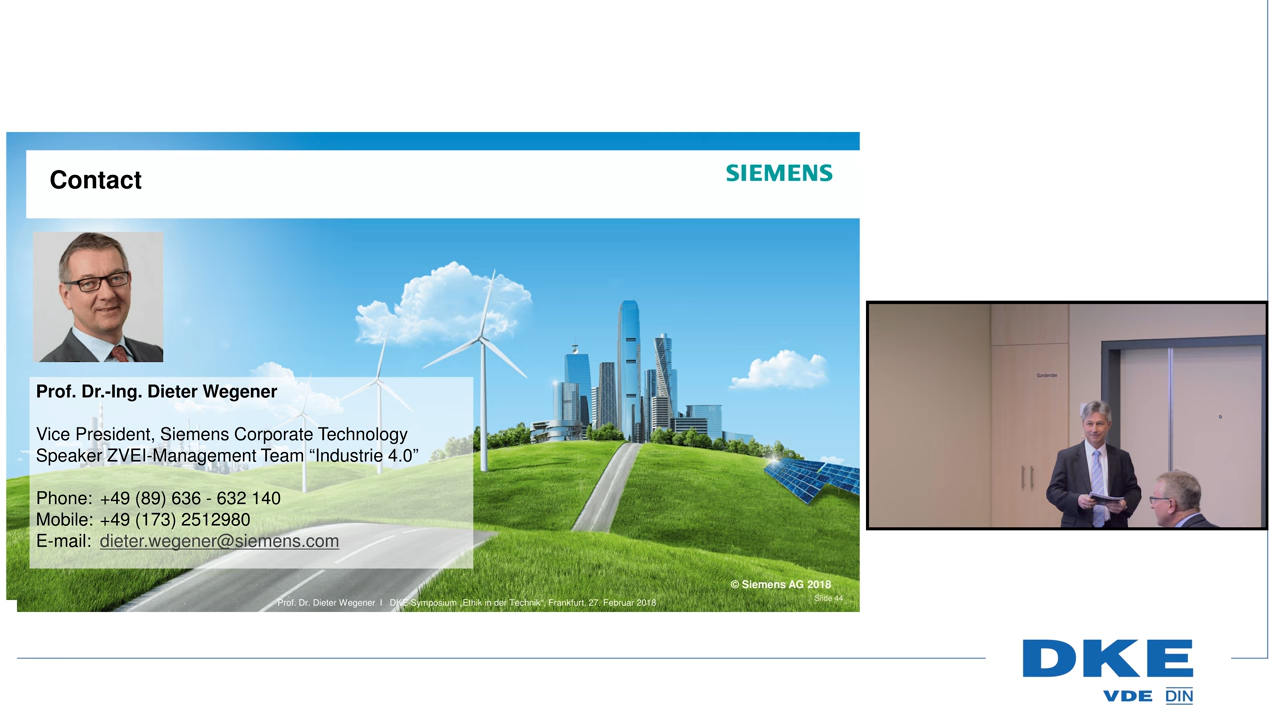 Contact
SIEMENS
Prof. Dr.-Ing. Dieter Wegener
Vice President, Siemens Corporate Technology
Speaker ZVEI-Management Team “Industrie 4.0”
Phone: +49 (89) 636 - 632 140
Mobile: +49 (173) 2512980
E-mail: dieter.wegener@siemens.com
© Siemens AG 2018
Slide 44
Prof. Dr. Dieter Wegener I DKE-Symposium „Ethik in der Technik“, Frankfurt, 27. Februar 2018
DKE
VDE DIN